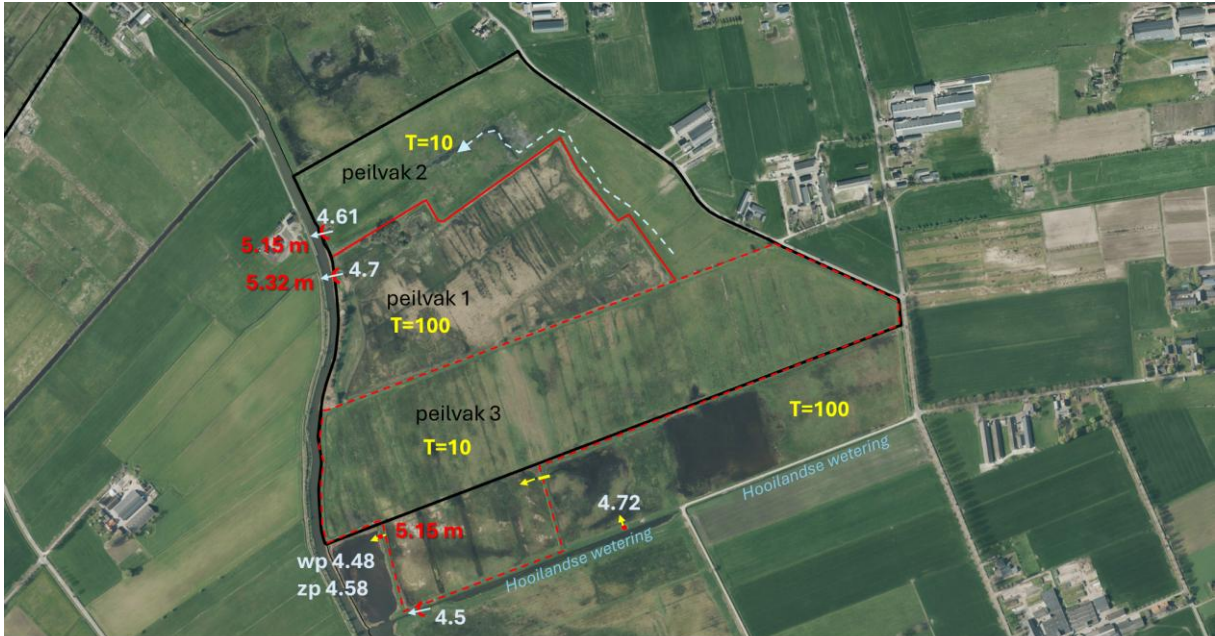 T=10
peilvak 2
4.61
5.15 m
4.7
5.32 m
peilvak 1
T=100
peilvak 3
T=10
T=100
Hooilandse wetering
4.72
5.15 m
Hooilandse wetering
wp 4.48
zp 4.58
4.5